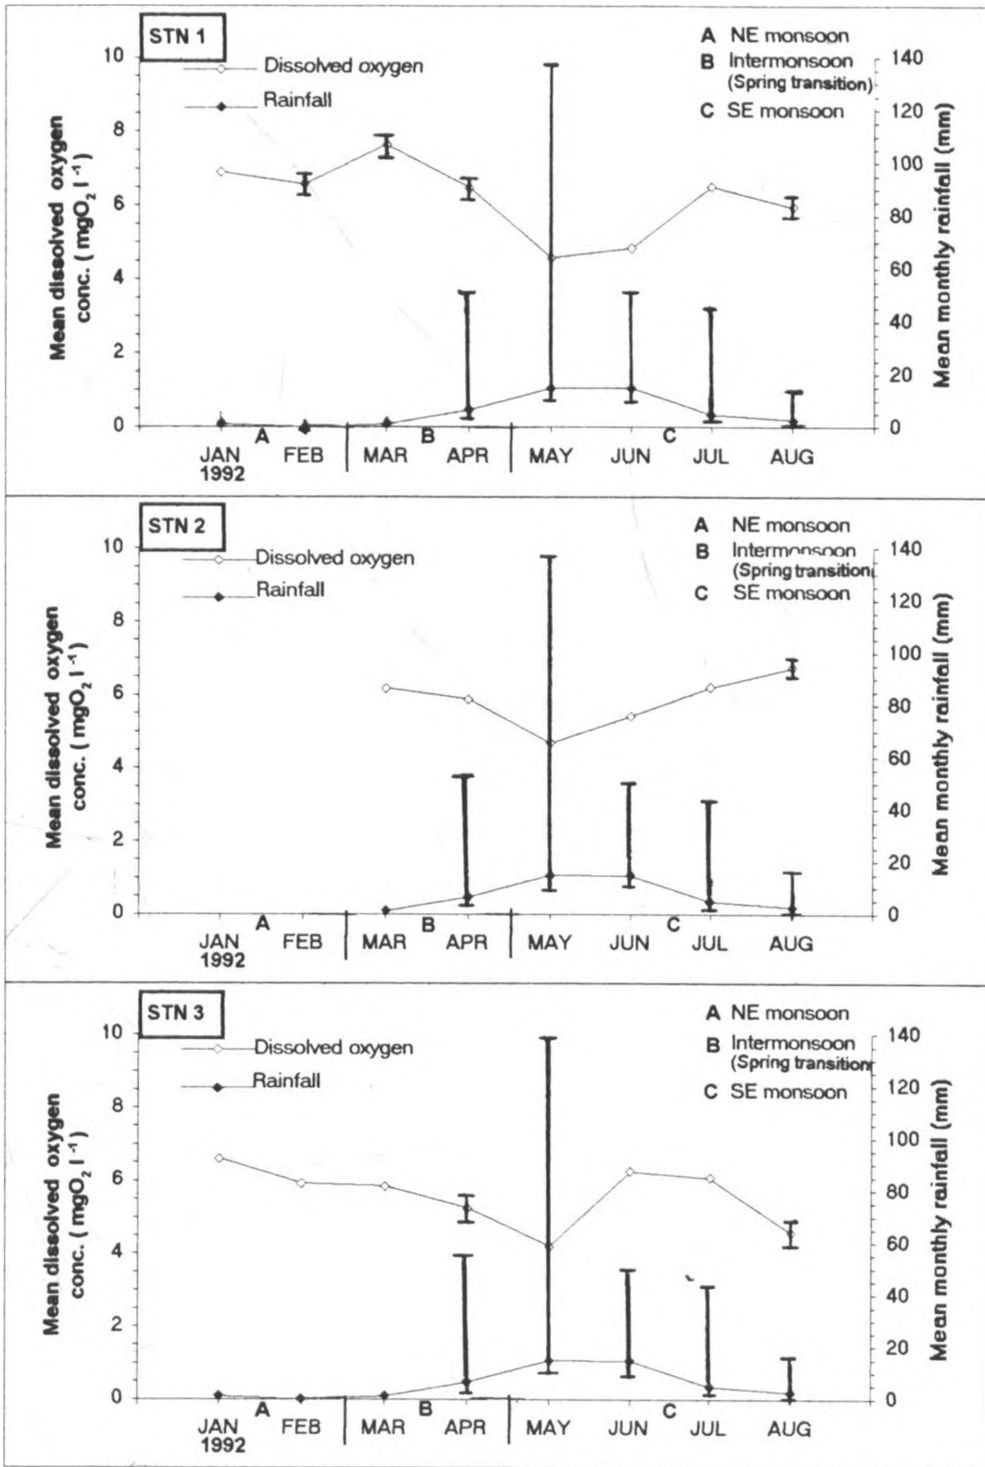 STN 1
Dissolved oxygen
Rainfall
A NE monsoon
B Intermonsoon
(Spring transition)
C SE monsoon
Mean dissolved oxygen
conc. ( mgO₂ l⁻¹)
10
8
6
4
2
0
Mean monthly rainfall (mm)
140
120
100
80
60
40
20
0
A B C
JAN FEB MAR APR MAY JUN JUL AUG
1992
STN 2
Dissolved oxygen
Rainfall
A NE monsoon
B Intermonsoon
(Spring transition
C SE monsoon
Mean dissolved oxygen
conc. ( mgO₂ l⁻¹)
10
8
6
4
2
0
Mean monthly rainfall (mm)
140
120
100
80
60
40
20
0
A B C
JAN FEB MAR APR MAY JUN JUL AUG
1992
STN 3
Dissolved oxygen
Rainfall
A NE monsoon
B Intermonsoon
(Spring transition
C SE monsoon
Mean dissolved oxygen
conc. ( mgO₂ l⁻¹)
10
8
6
4
2
0
Mean monthly rainfall (mm)
140
120
100
80
60
40
20
0
A B C
JAN FEB MAR APR MAY JUN JUL AUG
1992